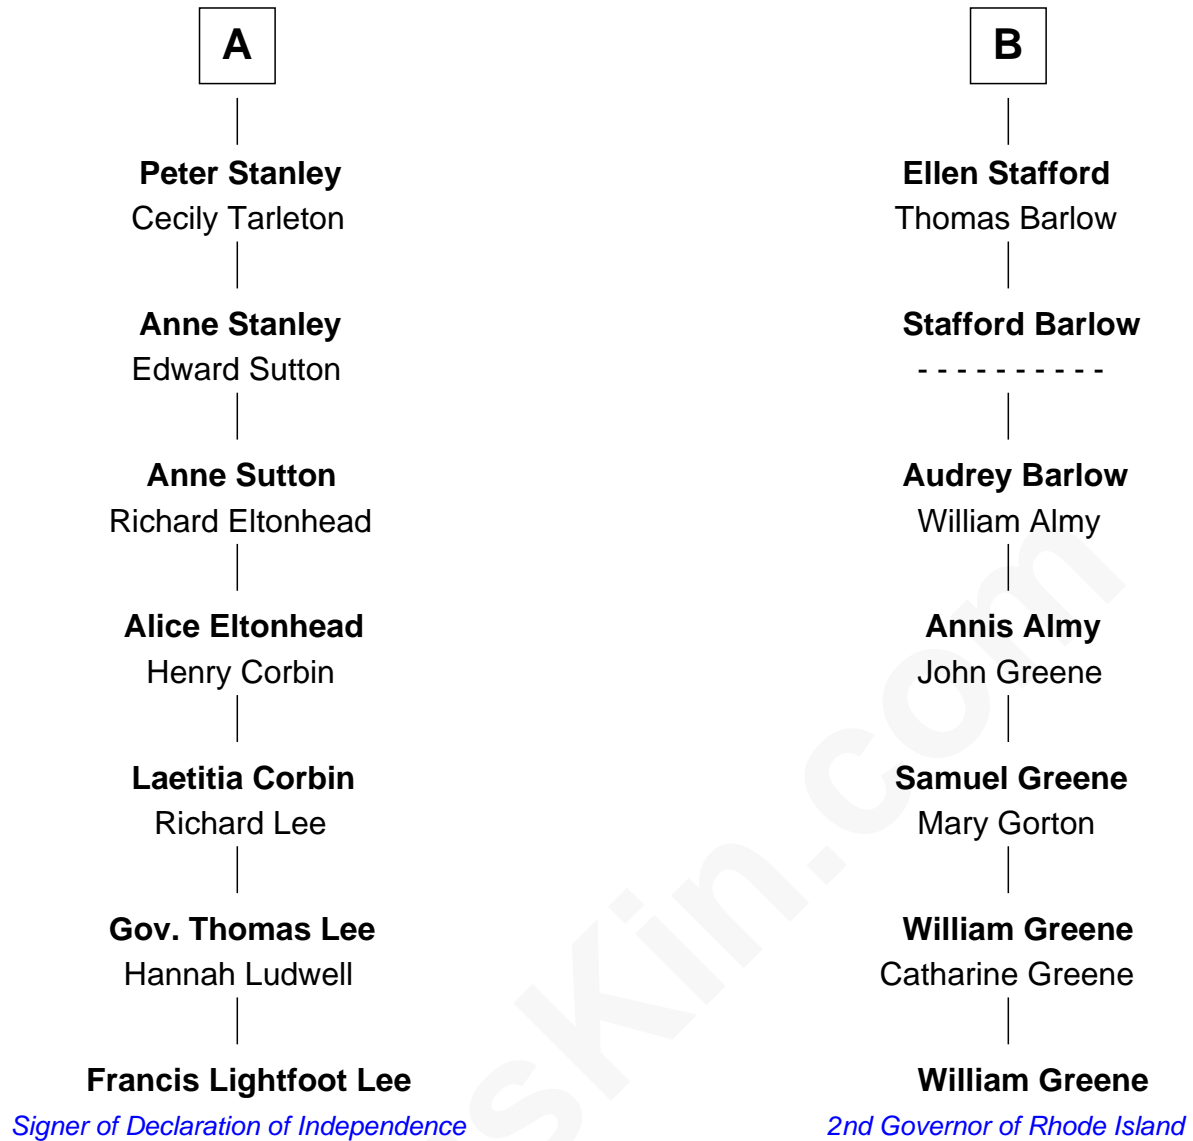 A
Peter Stanley
Cecily Tarleton
Anne Stanley
Edward Sutton
Anne Sutton
Richard Eltonhead
Alice Eltonhead
Henry Corbin
Laetitia Corbin
Richard Lee
Gov. Thomas Lee
Hannah Ludwell
Francis Lightfoot Lee
Signer of Declaration of Independence
B
Ellen Stafford
Thomas Barlow
Stafford Barlow
- - - - - - - - - -
Audrey Barlow
William Almy
Annis Almy
John Greene
Samuel Greene
Mary Gorton
William Greene
Catharine Greene
William Greene
2nd Governor of Rhode Island
sKin.com